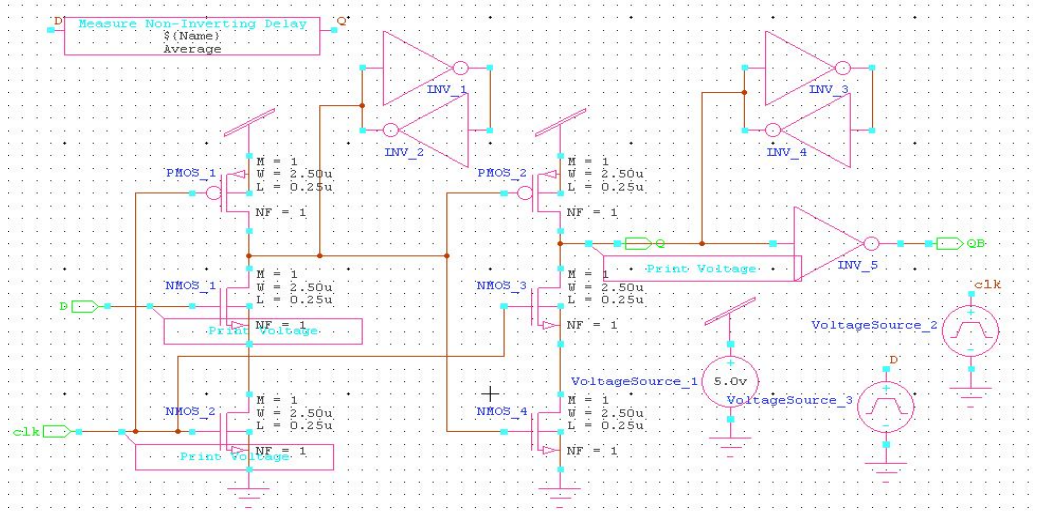 D
Measure Non-Inverting Delay
Q
$(Name)
Average
INV_1
INV_2
INV_3
INV_4
PMOS_1
M = 1
W = 2.50u
L = 0.25u
NF = 1
PMOS_2
M = 1
W = 2.50u
L = 0.25u
NF = 1
Q
QB
INV_5
Print Voltage
NMOS_1
M = 1
W = 2.50u
L = 0.25u
NF = 1
D
Print Voltage
NMOS_3
M = 1
W = 2.50u
L = 0.25u
NF = 1
clk
VoltageSource_2
VoltageSource_1
5.0v
D
VoltageSource_3
NMOS_2
M = 1
W = 2.50u
L = 0.25u
NF = 1
clk
Print Voltage
NMOS_4
M = 1
W = 2.50u
L = 0.25u
NF = 1